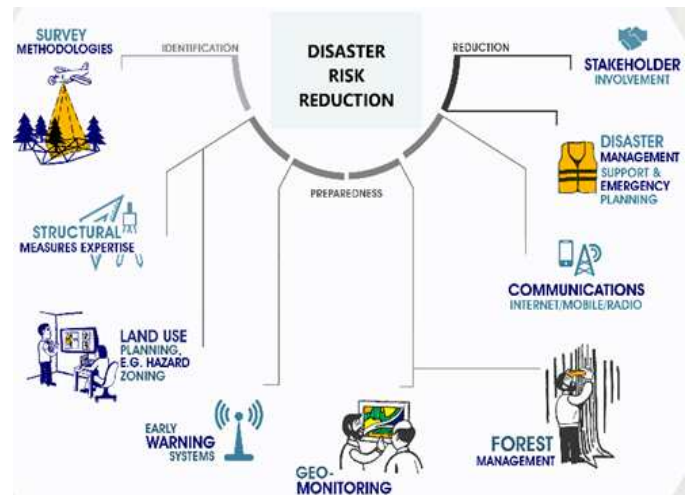 DISASTER
RISK
REDUCTION
IDENTIFICATION
REDUCTION
PREPAREDNESS
SURVEY
METHODOLOGIES
STRUCTURAL
MEASURES EXPERTISE
LAND USE
PLANNING,
E.G. HAZARD
ZONING
EARLY
WARNING
SYSTEMS
GEO-
MONITORING
FOREST
MANAGEMENT
COMMUNICATIONS
INTERNET/MOBILE/RADIO
DISASTER
MANAGEMENT
SUPPORT &
EMERGENCY
PLANNING
STAKEHOLDER
INVOLVEMENT